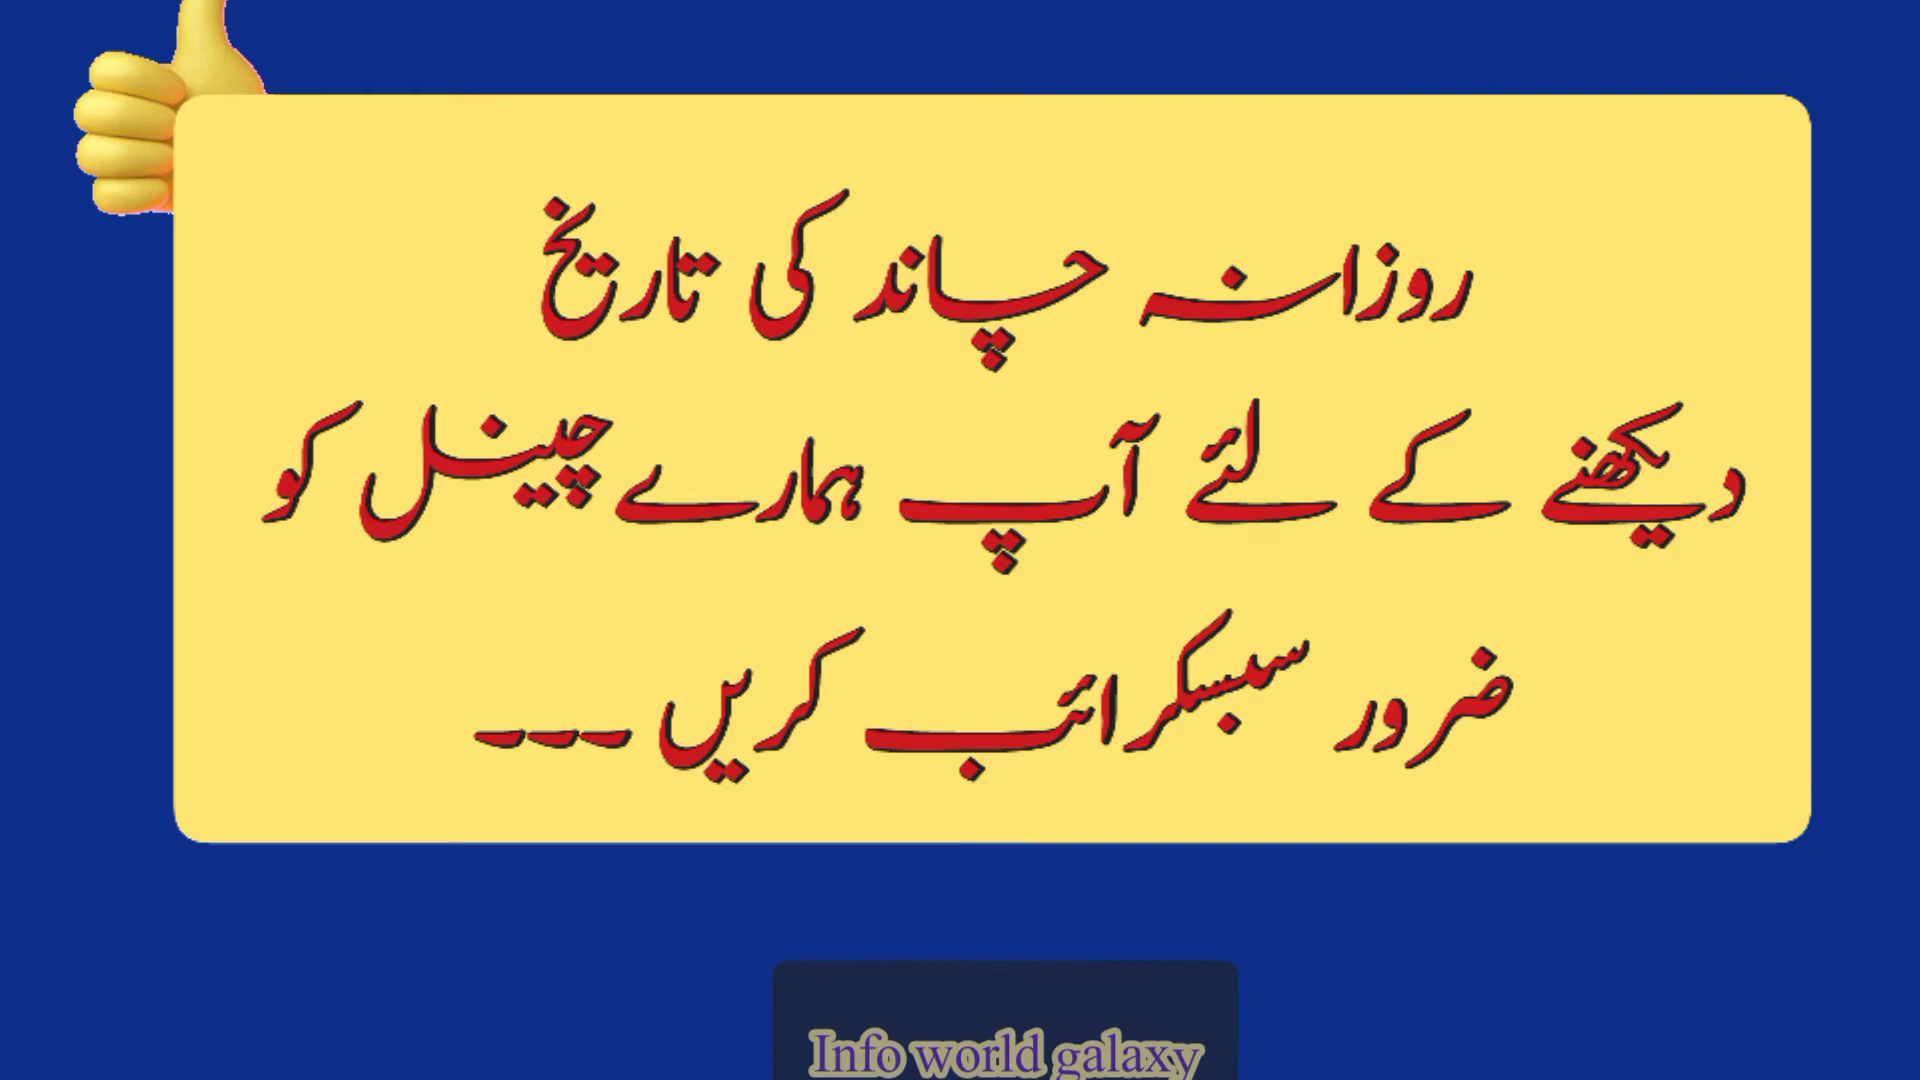 روزانہ چاند کی تاریخ
دیکھنے کے لئے آپ ہمارے چینل کو
ضرور سبسکرائب کریں ۔۔۔
Info world galaxy